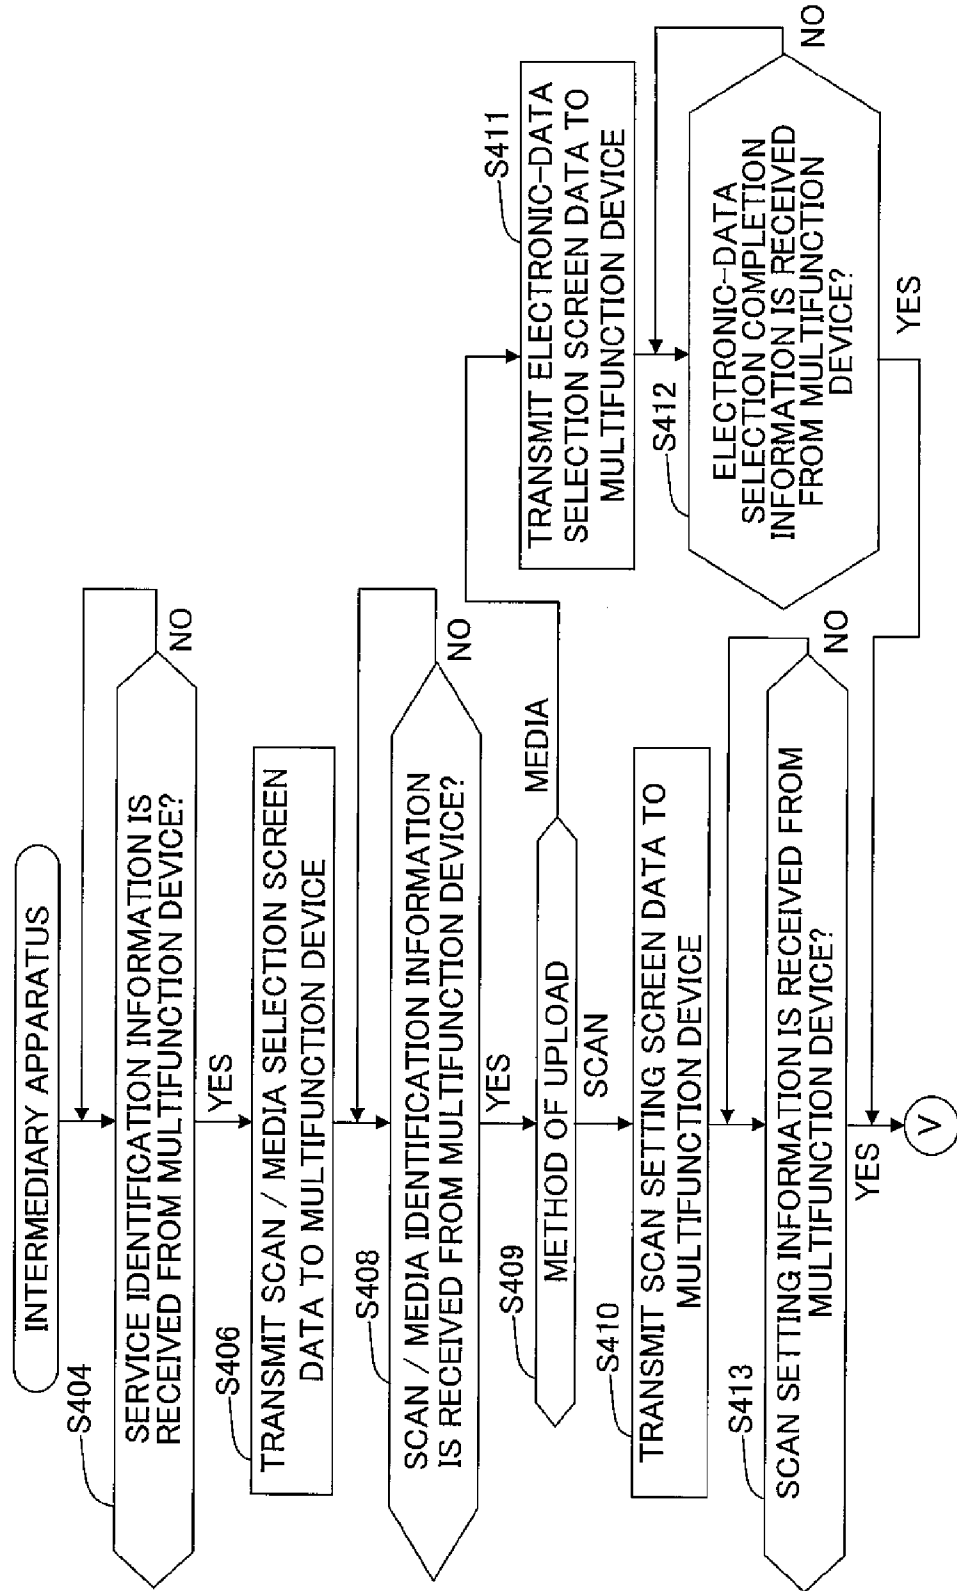 INTERMEDIARY APPARATUS
S404
SERVICE IDENTIFICATION INFORMATION IS
RECEIVED FROM MULTIFUNCTION DEVICE?
NO
YES
S406
TRANSMIT SCAN / MEDIA SELECTION SCREEN
DATA TO MULTIFUNCTION DEVICE
S408
SCAN / MEDIA IDENTIFICATION INFORMATION
IS RECEIVED FROM MULTIFUNCTION DEVICE?
NO
YES
S409
METHOD OF UPLOAD
MEDIA
SCAN
S410
TRANSMIT SCAN SETTING SCREEN DATA TO
MULTIFUNCTION DEVICE
S413
SCAN SETTING INFORMATION IS RECEIVED FROM
MULTIFUNCTION DEVICE?
NO
YES
S411
TRANSMIT ELECTRONIC-DATA
SELECTION SCREEN DATA TO
MULTIFUNCTION DEVICE
S412
ELECTRONIC-DATA
SELECTION COMPLETION
INFORMATION IS RECEIVED
FROM MULTIFUNCTION
DEVICE?
NO
YES
V